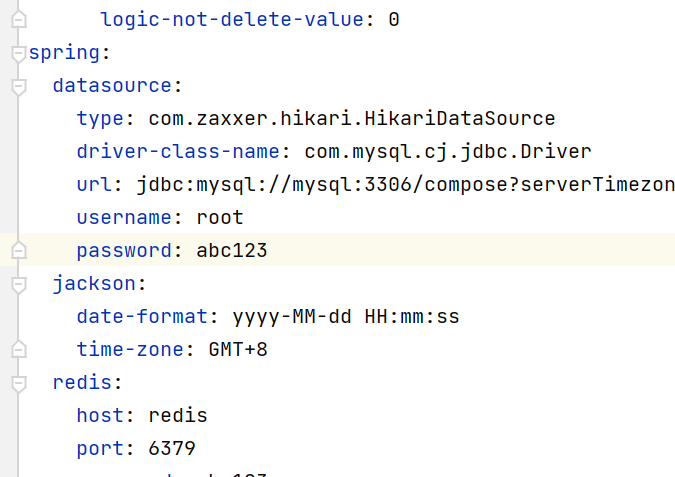 logic-not-delete-value: 0
spring:
datasource:
type: com.zaxxer.hikari.HikariDataSource
driver-class-name: com.mysql.cj.jdbc.Driver
url: jdbc:mysql://mysql:3306/compose?serverTimezon
username: root
password: abc123
jackson:
date-format: yyyy-MM-dd HH:mm:ss
time-zone: GMT+8
redis:
host: redis
port: 6379